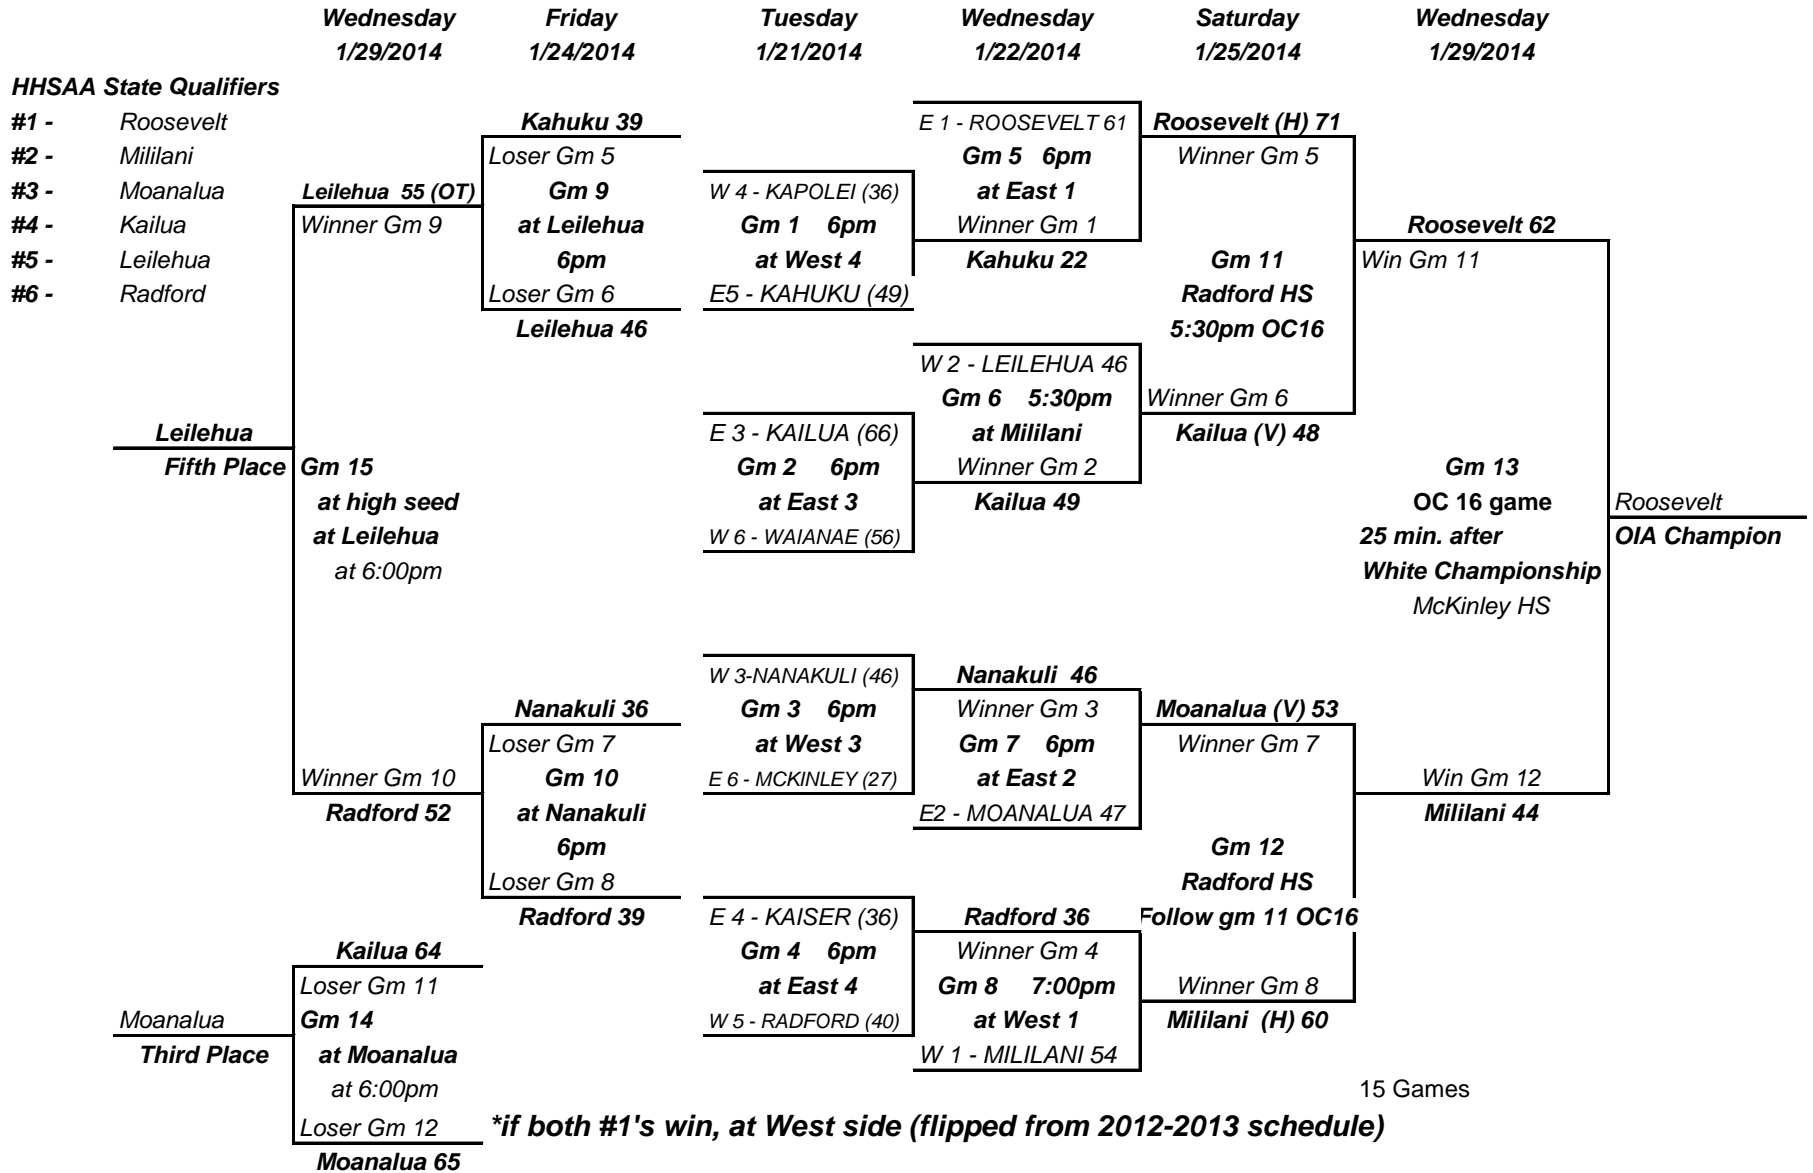 Wednesday Friday Tuesday Wednesday Saturday Wednesday
1/29/2014 1/24/2014 1/21/2014 1/22/2014 1/25/2014 1/29/2014
HHSAA State Qualifiers
#1 - Roosevelt Kahuku 39 E 1 - ROOSEVELT 61 Roosevelt (H) 71
#2 - Mililani Loser Gm 5 Gm 5 6pm Winner Gm 5
#3 - Moanalua Leilehua 55 (OT) Gm 9 W 4 - KAPOLEI (36) at East 1
#4 - Kailua Winner Gm 9 at Leilehua Gm 1 6pm Winner Gm 1 Roosevelt 62
#5 - Leilehua 6pm at West 4 Kahuku 22 Gm 11 Win Gm 11
#6 - Radford Loser Gm 6 E5 - KAHUKU (49) Radford HS
Leilehua 46 5:30pm OC16
W 2 - LEILEHUA 46
Gm 6 5:30pm Winner Gm 6
Leilehua E 3 - KAILUA (66) at Mililani Kailua (V) 48
Fifth Place Gm 15 Gm 2 6pm Winner Gm 2 Gm 13
at high seed at East 3 Kailua 49 OC 16 game Roosevelt
at Leilehua W 6 - WAIANAE (56) 25 min. after OIA Champion
at 6:00pm White Championship
McKinley HS
W 3-NANAKULI (46) Nanakuli 46
Nanakuli 36 Gm 3 6pm Winner Gm 3 Moanalua (V) 53
Loser Gm 7 at West 3 Gm 7 6pm Winner Gm 7
Winner Gm 10 Gm 10 E 6 - MCKINLEY (27) at East 2 Win Gm 12
Radford 52 at Nanakuli E2 - MOANALUA 47 Mililani 44
6pm Gm 12
Loser Gm 8 Radford HS
Radford 39 E 4 - KAISER (36) Radford 36 Follow gm 11 OC16
Kailua 64 Gm 4 6pm Winner Gm 4
Loser Gm 11 at East 4 Gm 8 7:00pm Winner Gm 8
Moanalua Gm 14 W 5 - RADFORD (40) at West 1 Mililani (H) 60
Third Place at Moanalua W 1 - MILILANI 54
at 6:00pm 15 Games
Loser Gm 12 *if both #1's win, at West side (flipped from 2012-2013 schedule)
Moanalua 65